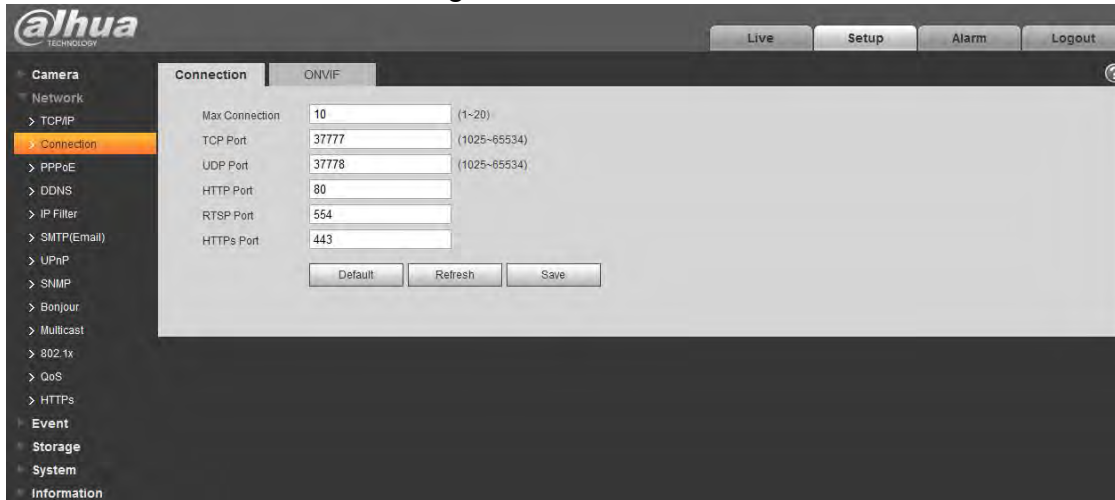 alhua
TECHNOLOGY
Live Setup Alarm Logout
Camera
Network
TCP/IP
Connection
PPPoE
DDNS
IP Filter
SMTP(Email)
UPnP
SNMP
Bonjour
Multicast
802.1x
QoS
HTTPs
Event
Storage
System
Information
Connection ONVIF
Max Connection 10 (1~20)
TCP Port 37777 (1025~65534)
UDP Port 37778 (1025~65534)
HTTP Port 80
RTSP Port 554
HTTPs Port 443
Default Refresh Save